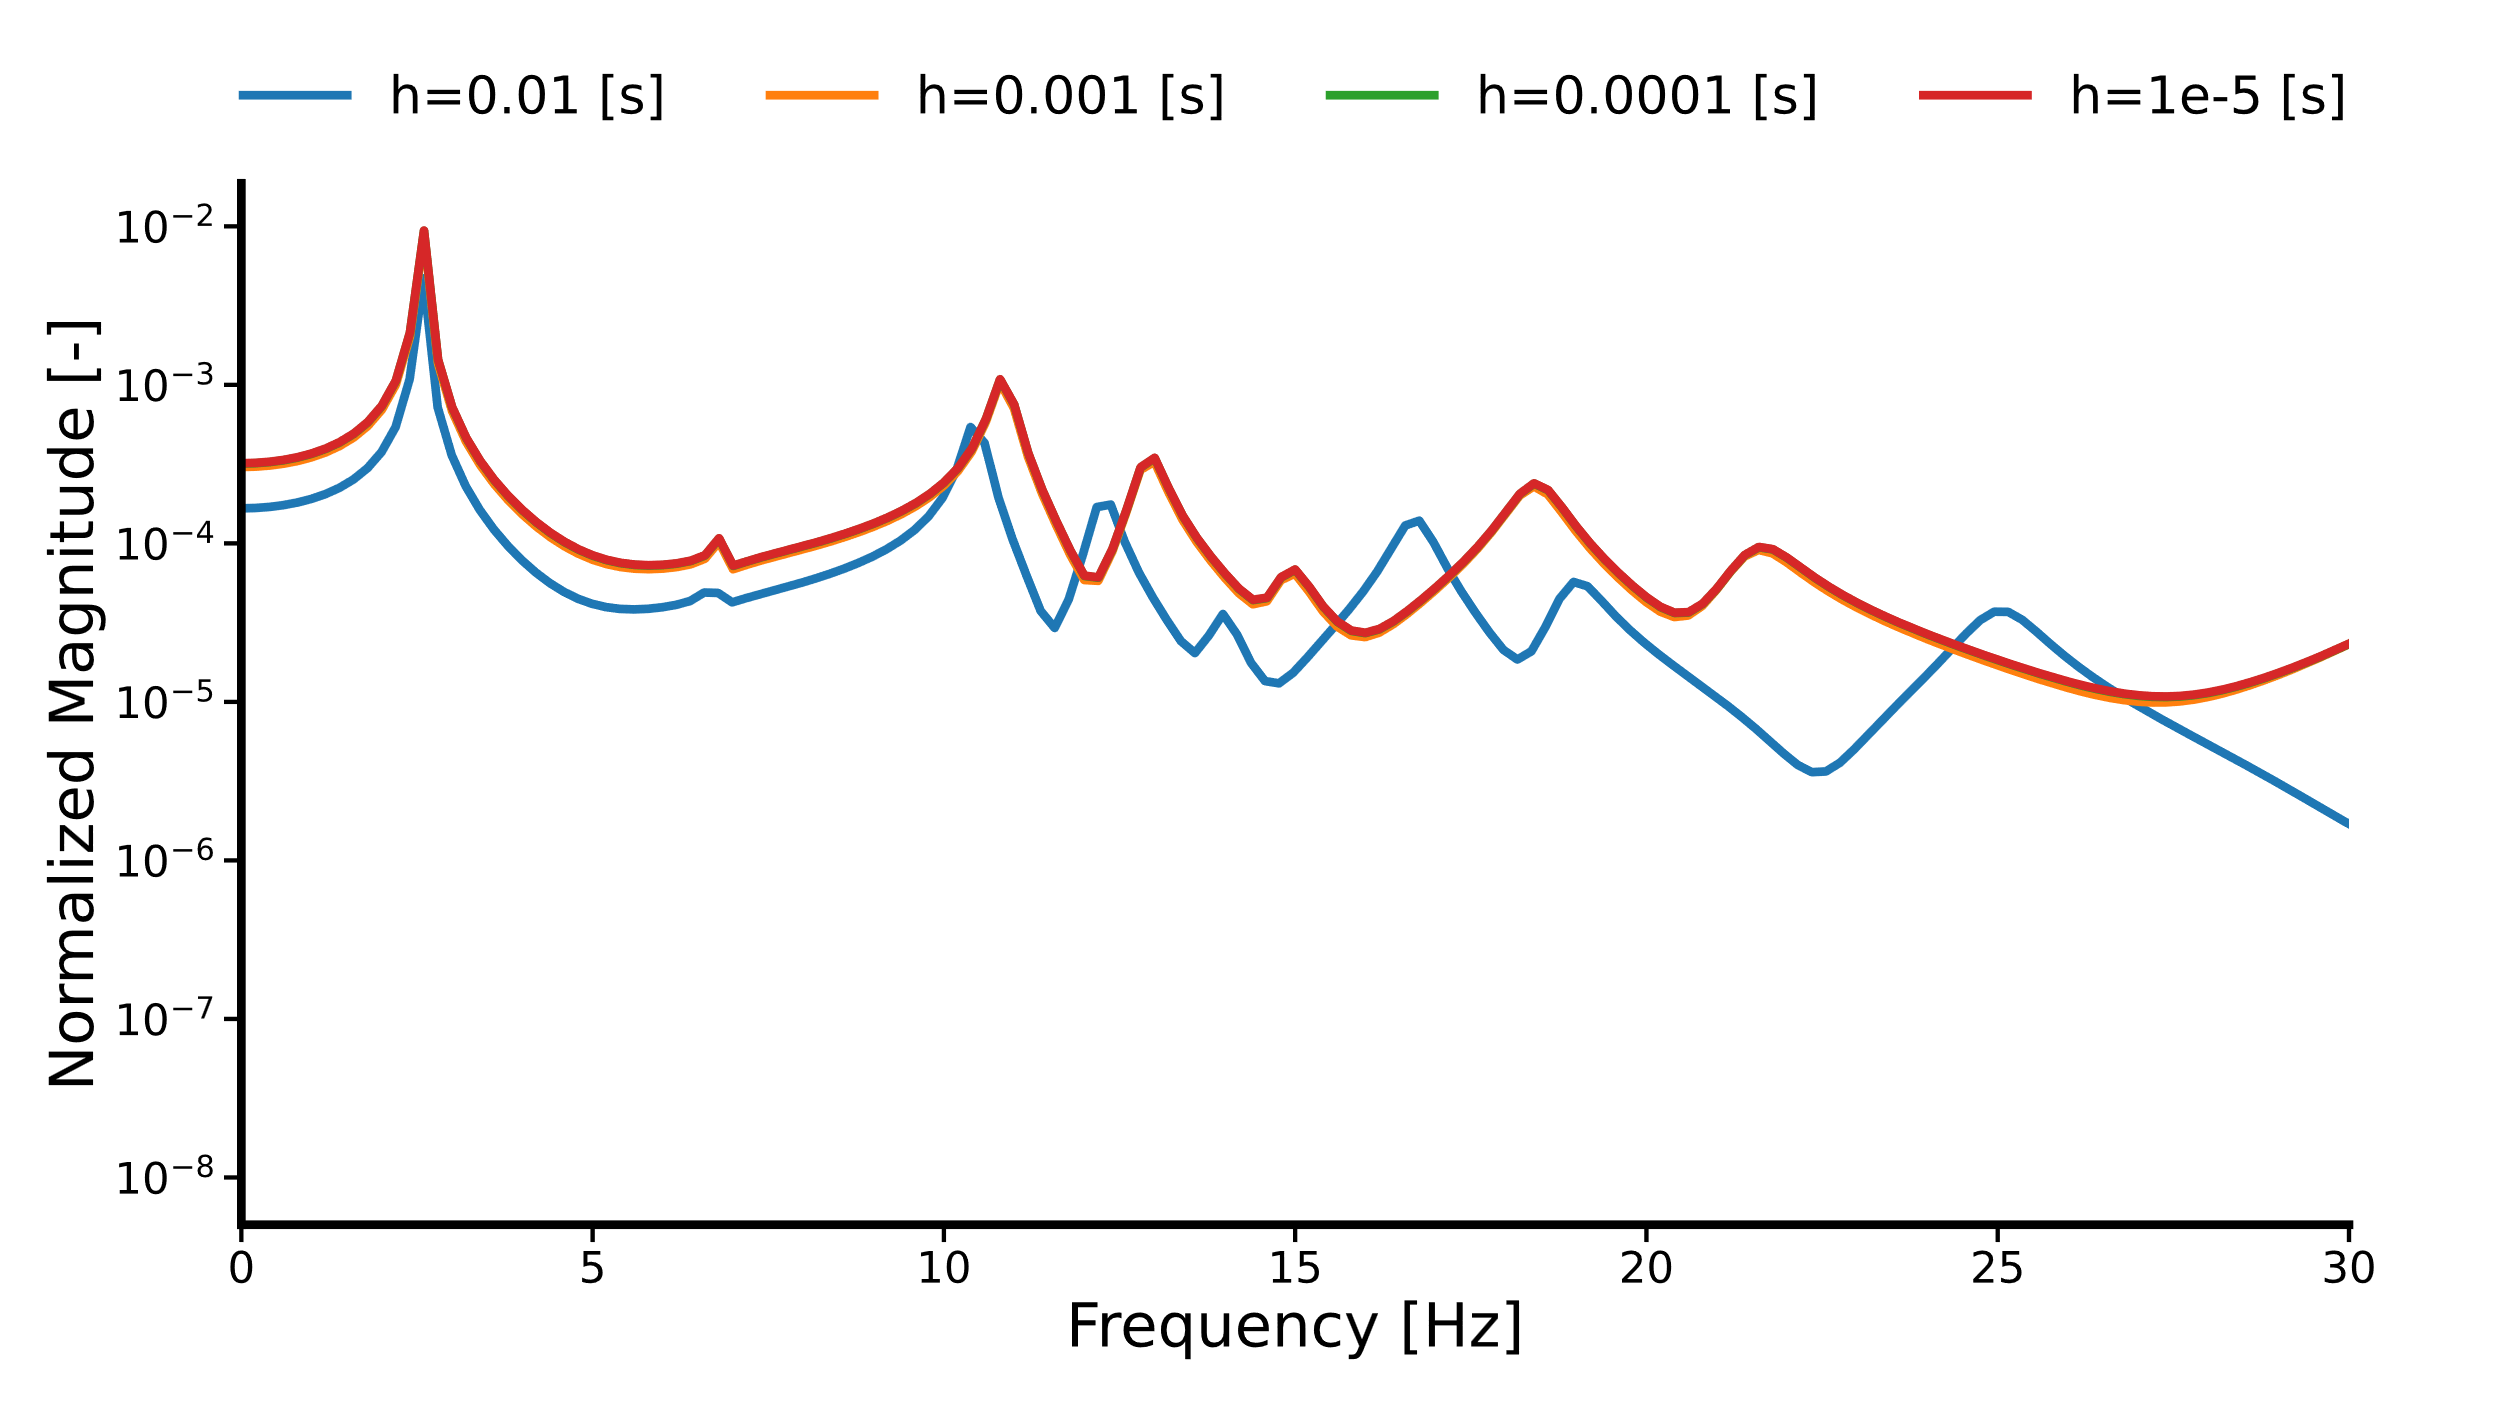 h=0.01 [s] h=0.001 [s] h=0.0001 [s] h=1e-5 [s]
Normalized Magnitude [-]
10⁻²
10⁻³
10⁻⁴
10⁻⁵
10⁻⁶
10⁻⁷
10⁻⁸
0 5 10 15 20 25 30
Frequency [Hz]